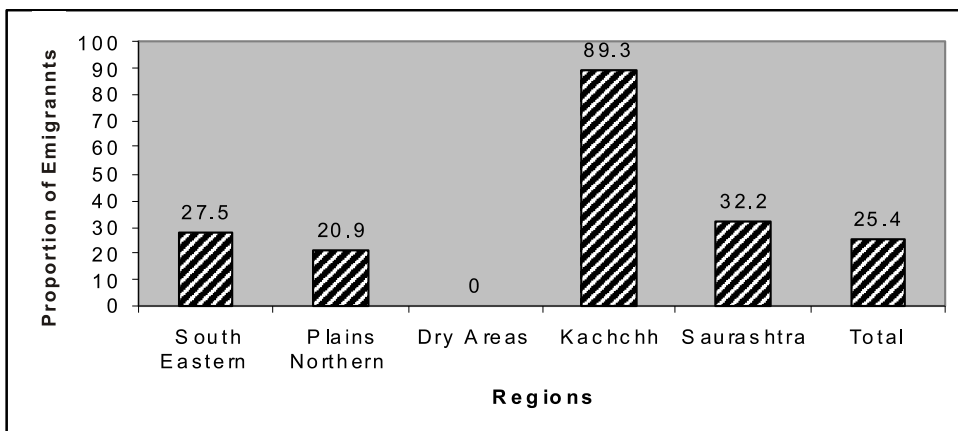 Proportion of Emigrannts
100
90
80
70
60
50
40
30
20
10
0
27.5
20.9
0
89.3
32.2
25.4
South Eastern
Plains Northern
Dry Areas
Kachchh
Saurashtra
Total
Regions